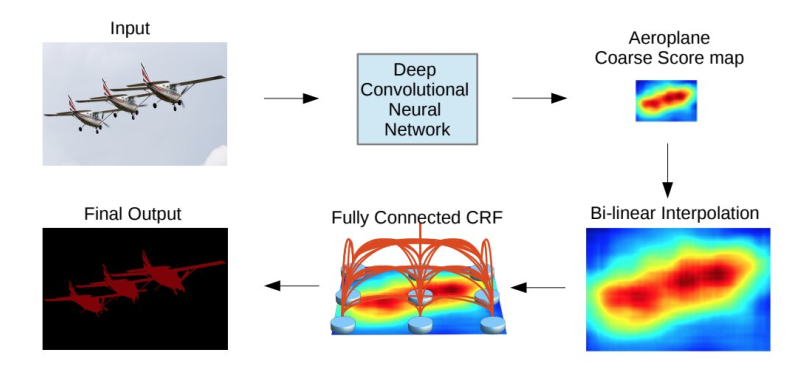 Input
Deep
Convolutional
Neural
Network
Aeroplane
Coarse Score map
Final Output
Fully Connected CRF
Bi-linear Interpolation